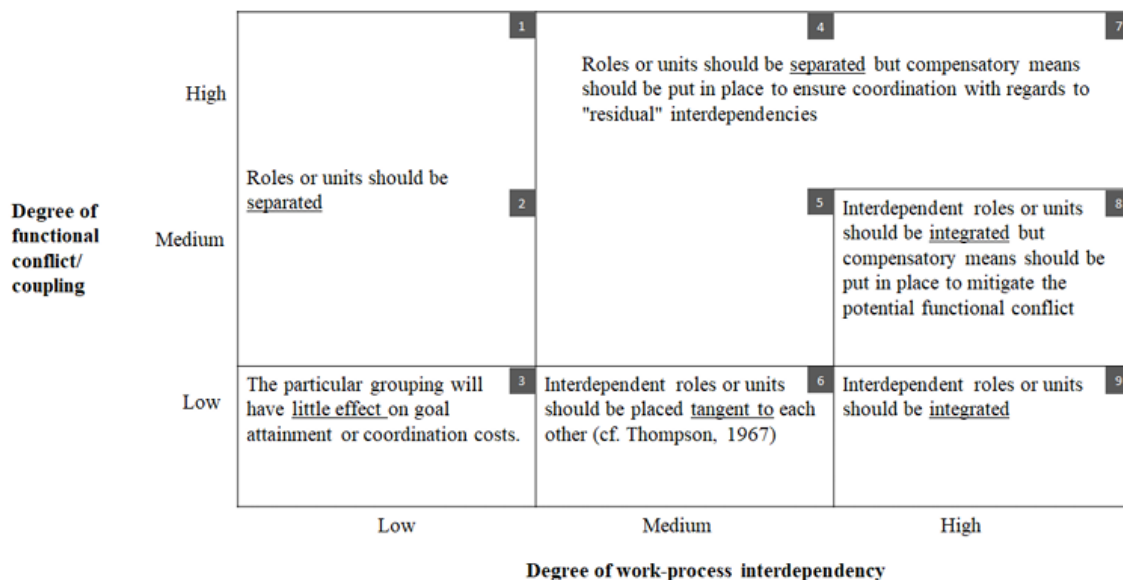 1
4
7
Roles or units should be separated but compensatory means
should be put in place to ensure coordination with regards to
"residual" interdependencies
High
Roles or units should be
separated
2
5
8
Interdependent roles or units
should be integrated but
compensatory means should be
put in place to mitigate the
potential functional conflict
Degree of
functional
conflict/
coupling
Medium
Low
The particular grouping will
have little effect on goal
attainment or coordination costs.
3
Interdependent roles or units
should be placed tangent to each
other (cf. Thompson, 1967)
6
Interdependent roles or units
should be integrated
9
Low
Medium
High
Degree of work-process interdependency